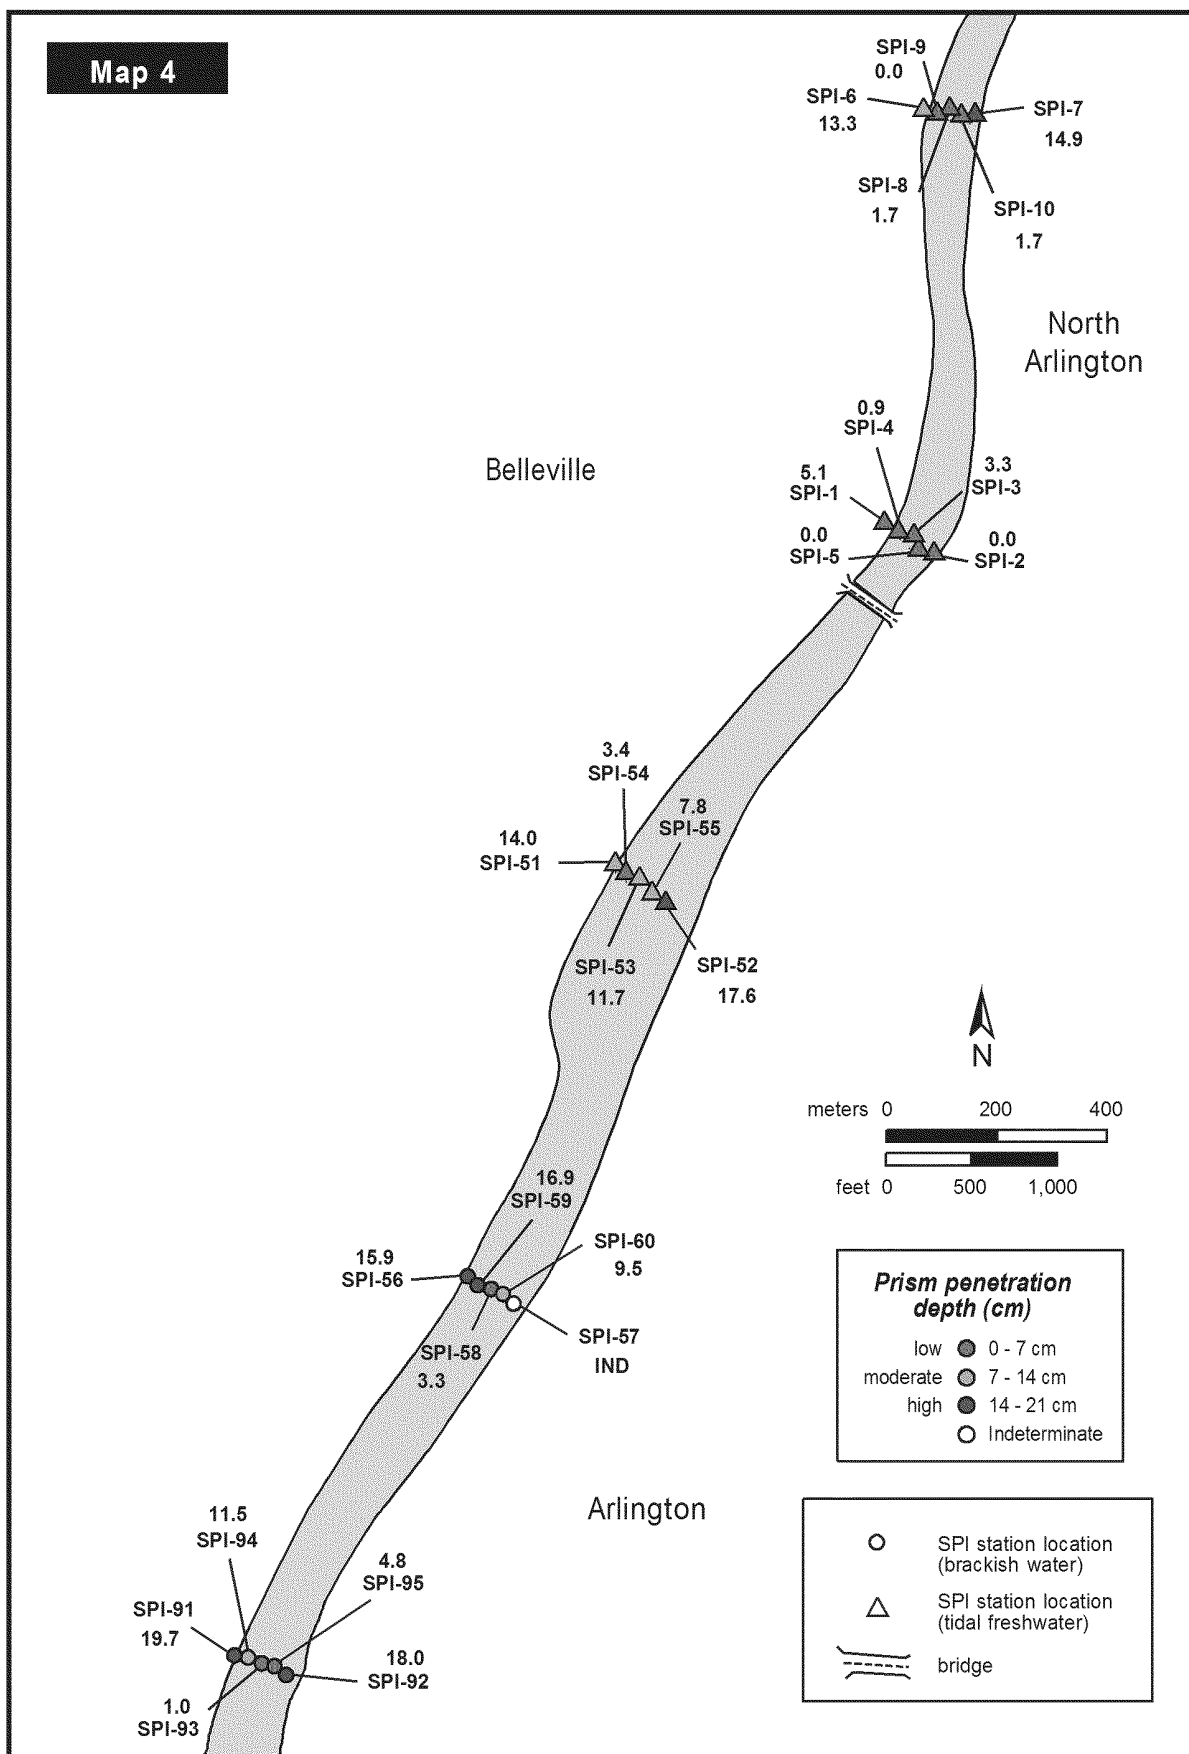 Map 4
SPI-9
0.0
SPI-6
13.3
SPI-7
14.9
SPI-8
1.7
SPI-10
1.7
North
Arlington
0.9
SPI-4
Belleville
5.1
SPI-1
3.3
SPI-3
0.0
SPI-5
0.0
SPI-2
3.4
SPI-54
7.8
SPI-55
14.0
SPI-51
SPI-53
11.7
SPI-52
17.6
N
meters 0 200 400
feet 0 500 1,000
16.9
SPI-59
SPI-60
9.5
15.9
SPI-56
SPI-57
IND
SPI-58
3.3
Prism penetration
depth (cm)
low 0 - 7 cm
moderate 7 - 14 cm
high 14 - 21 cm
Indeterminate
Arlington
11.5
SPI-94
4.8
SPI-95
SPI-91
19.7
18.0
SPI-92
1.0
SPI-93
SPI station location
(brackish water)
SPI station location
(tidal freshwater)
bridge